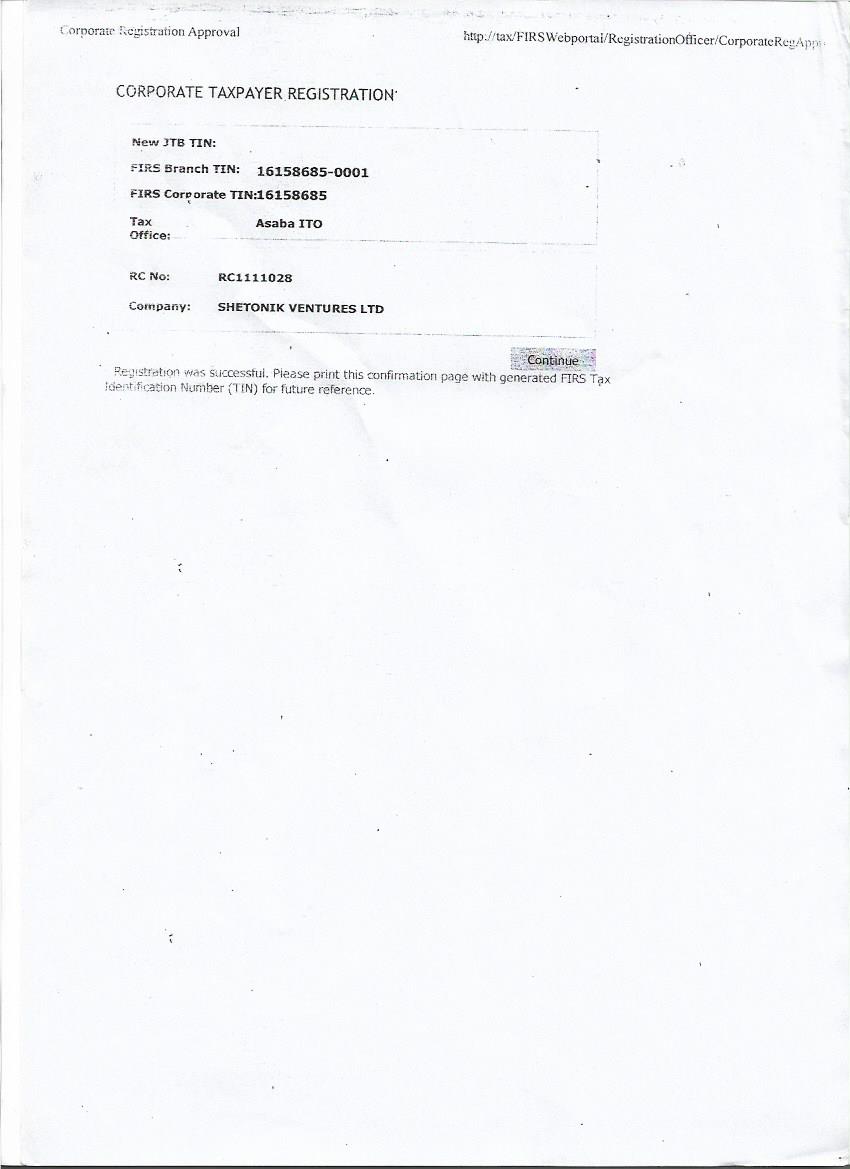 Corporate Registration Approval
http://tax/FIRSWebportal/RegistrationOfficer/CorporateRegAppr
CORPORATE TAXPAYER REGISTRATION
New JTB TIN:
FIRS Branch TIN: 16158685-0001
FIRS Corporate TIN:16158685
Tax Office: Asaba ITO
RC No: RC1111028
Company: SHETONIK VENTURES LTD
Continue
Registration was successful. Please print this confirmation page with generated FIRS Tax
Identification Number (TIN) for future reference.